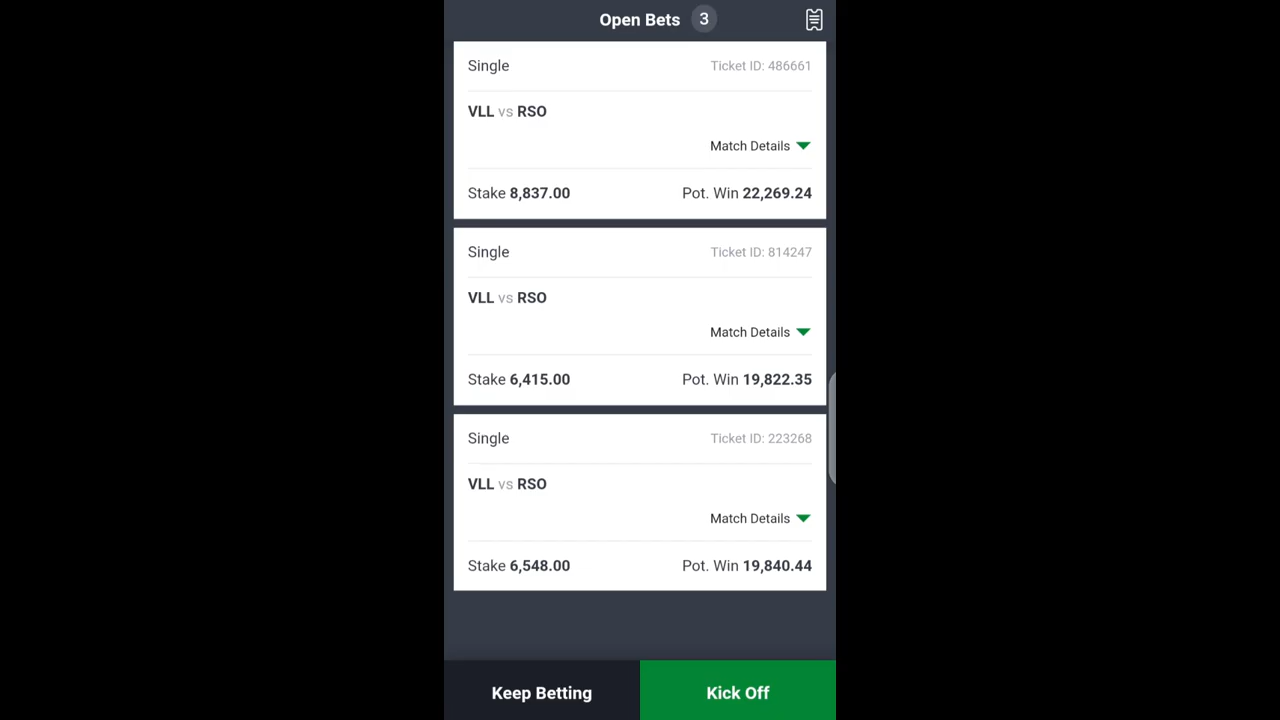 Open Bets 3
Single Ticket ID: 486661
VLL vs RSO
Match Details
Stake 8,837.00 Pot. Win 22,269.24
Single Ticket ID: 814247
VLL vs RSO
Match Details
Stake 6,415.00 Pot. Win 19,822.35
Single Ticket ID: 223268
VLL vs RSO
Match Details
Stake 6,548.00 Pot. Win 19,840.44
Keep Betting Kick Off